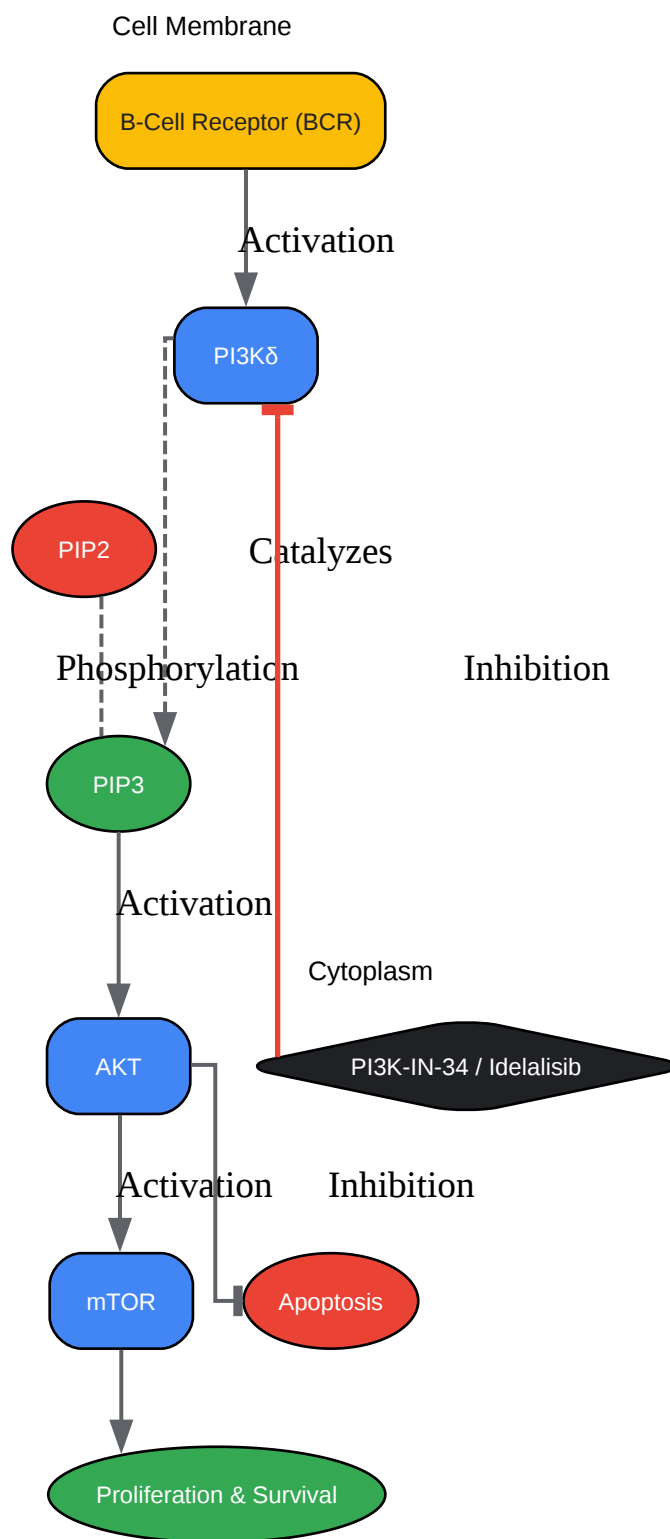 Cell Membrane
B-Cell Receptor (BCR)
Activation
PI3Kδ
PIP2
Catalyzes
Phosphorylation
Inhibition
PIP3
Activation
Cytoplasm
AKT
PI3K-IN-34 / Idelalisib
Activation
Inhibition
mTOR
Apoptosis
Proliferation & Survival